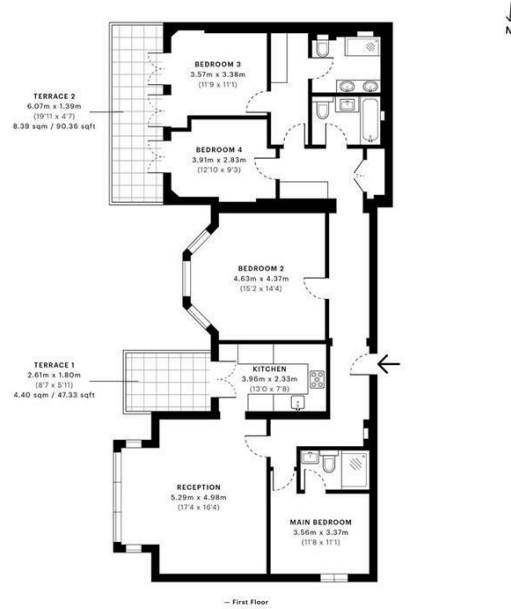 N
BEDROOM 3
3.57m x 3.38m
(11'9 x 11'1)
TERRACE 2
6.07m x 1.39m
(19'11 x 4'7)
8.39 sqm / 90.36 sqft
BEDROOM 4
3.91m x 2.83m
(12'10 x 9'3)
BEDROOM 2
4.63m x 4.37m
(15'2 x 14'4)
TERRACE 1
2.61m x 1.80m
(8'7 x 5'11)
4.40 sqm / 47.33 sqft
KITCHEN
3.96m x 2.33m
(13'0 x 7'8)
RECEPTION
5.29m x 4.98m
(17'4 x 16'4)
MAIN BEDROOM
3.56m x 3.37m
(11'8 x 11'1)
— First Floor